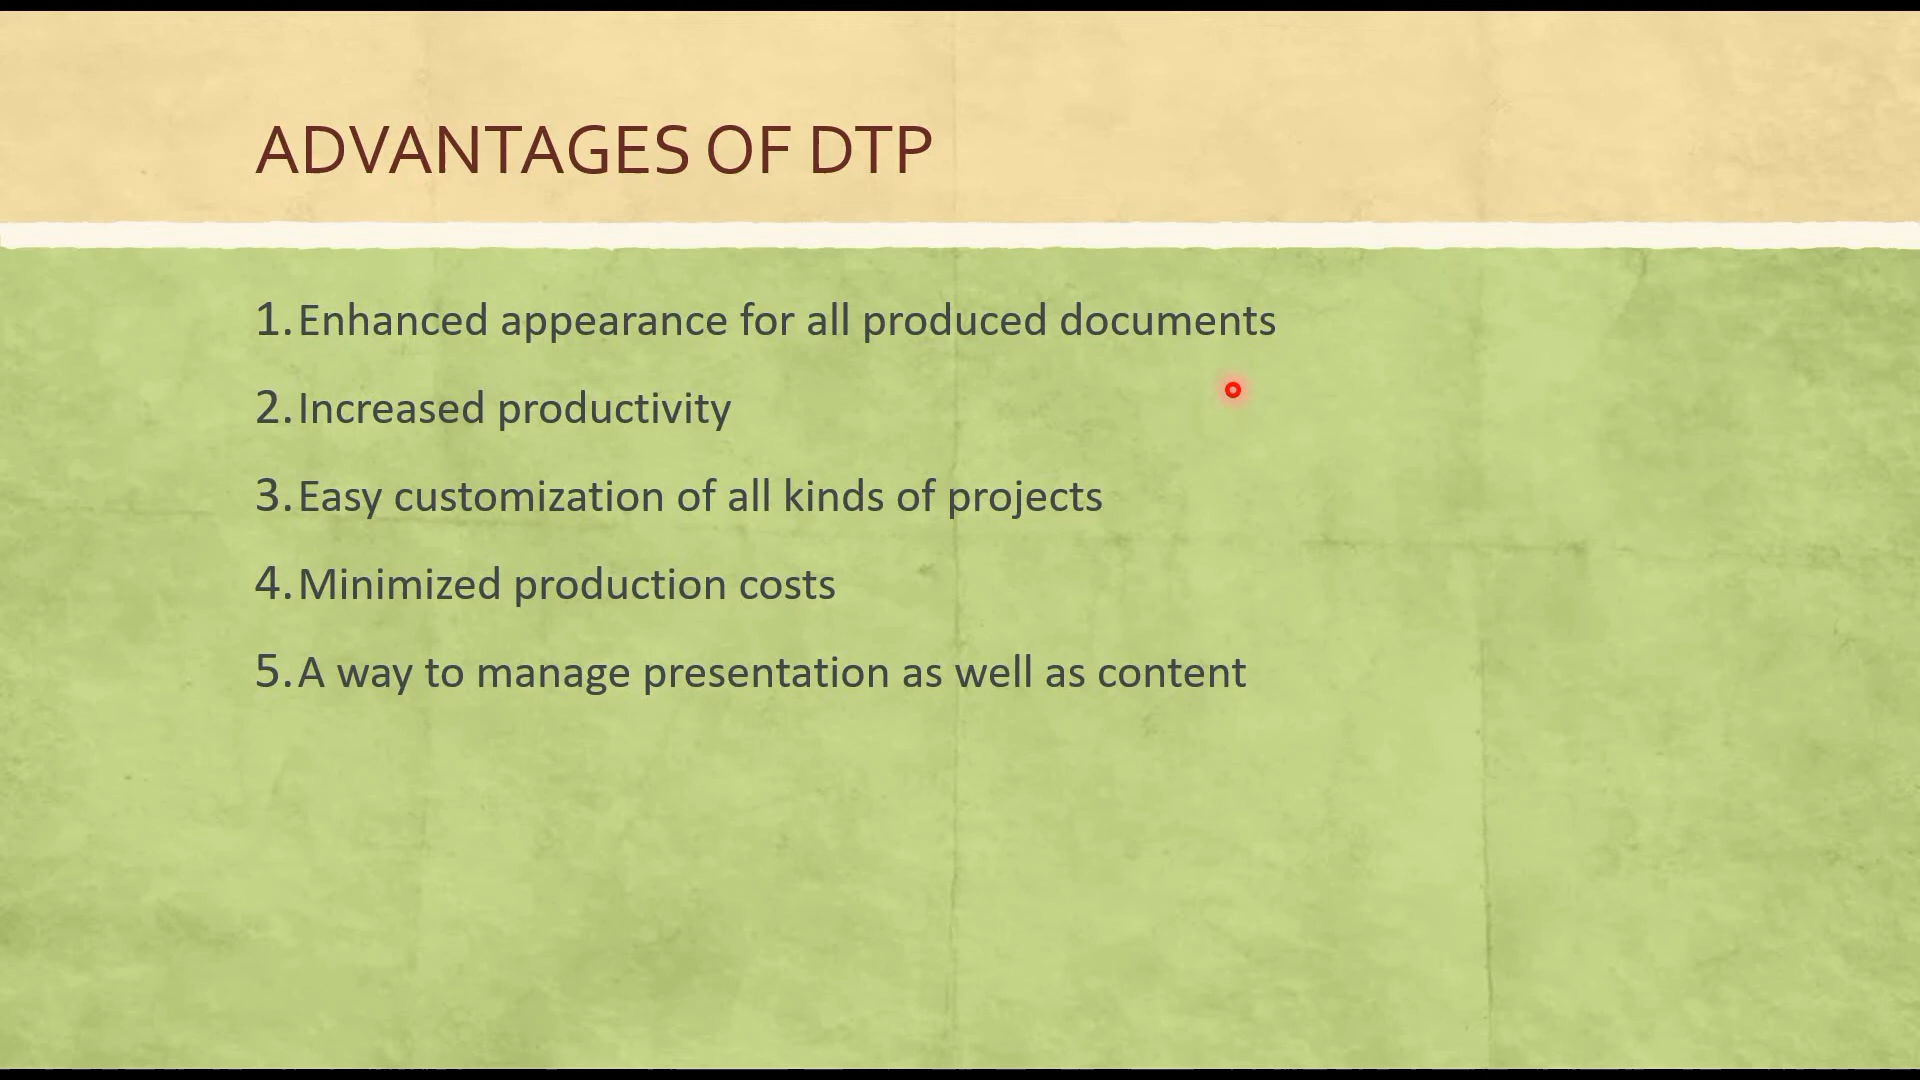 ADVANTAGES OF DTP
1. Enhanced appearance for all produced documents
2. Increased productivity
3. Easy customization of all kinds of projects
4. Minimized production costs
5. A way to manage presentation as well as content